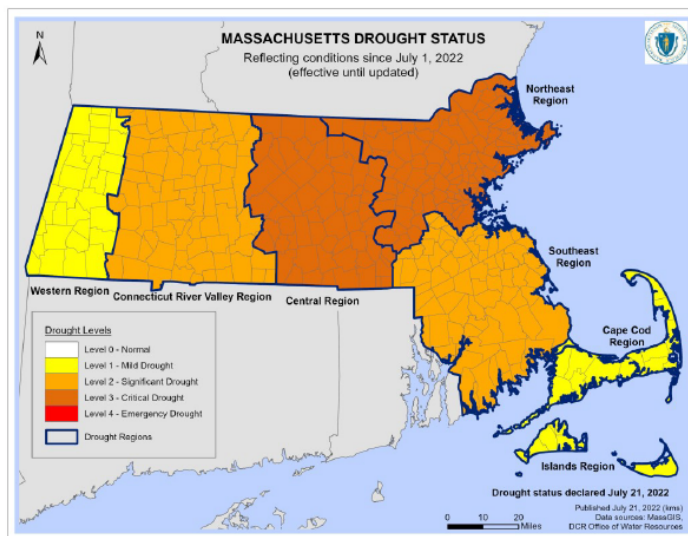 MASSACHUSETTS DROUGHT STATUS
Reflecting conditions since July 1, 2022
(effective until updated)
N
Northeast
Region
Southeast
Region
Western Region
Connecticut River Valley Region
Central Region
Cape Cod
Region
Drought Levels
Level 0 - Normal
Level 1 - Mild Drought
Level 2 - Significant Drought
Level 3 - Critical Drought
Level 4 - Emergency Drought
Drought Regions
Islands Region
Drought status declared July 21, 2022
Published July 21, 2022 (kms)
Data sources: MassGIS,
DCR Office of Water Resources
0 10 20
Miles